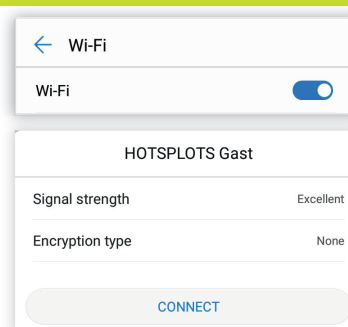 Wi-Fi
Wi-Fi
HOTSPLOTS Gast
Signal strength Excellent
Encryption type None
CONNECT